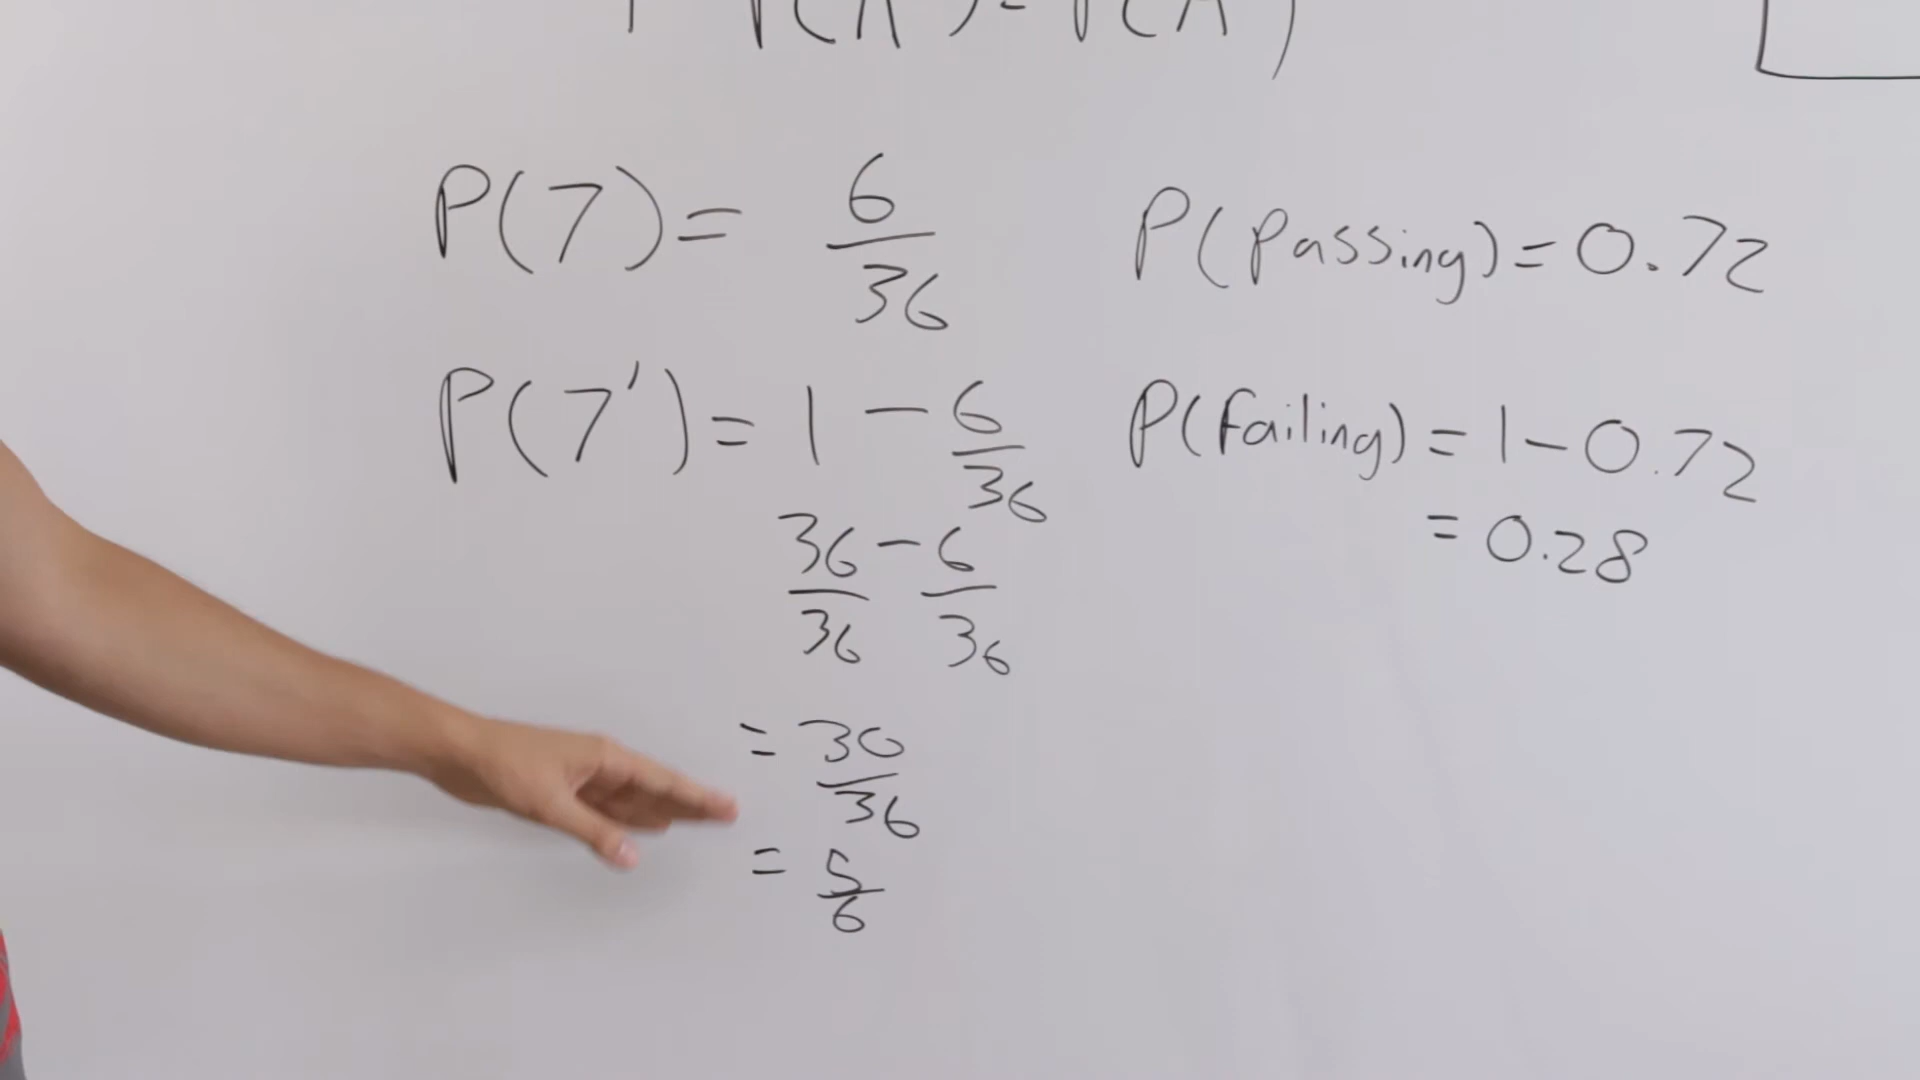 P(7) = 6/36
P(7') = 1 - 6/36
36/36 - 6/36
= 30/36
= 5/6
P(Passing) = 0.72
P(Failing) = 1 - 0.72
= 0.28